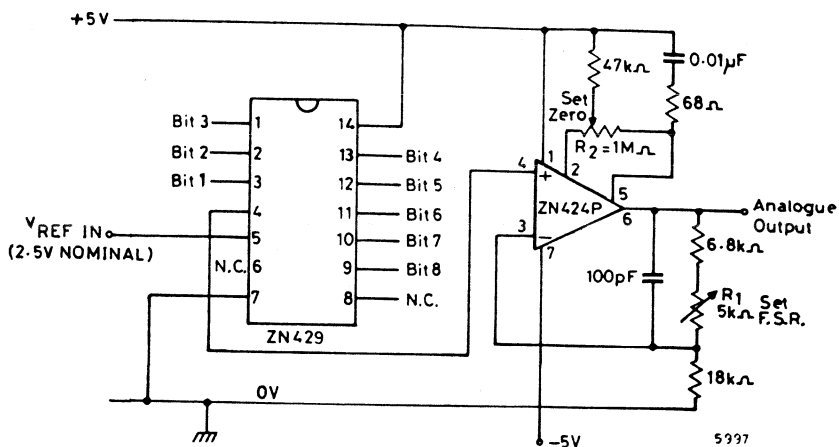 +5V
47kΩ
0.01µF
68Ω
Set
Zero
R2 = 1MΩ
Bit 3
1
14
Bit 2
2
13
Bit 4
Bit 1
3
12
Bit 5
4
11
Bit 6
VREF IN
(2.5V NOMINAL)
5
10
Bit 7
N.C.
6
9
Bit 8
7
8
N.C.
ZN429
4
+
1
2
5
ZN424P
6
3
−
7
Analogue
Output
6.8kΩ
100pF
R1
5kΩ
Set
F.S.R.
18kΩ
0V
−5V
5997